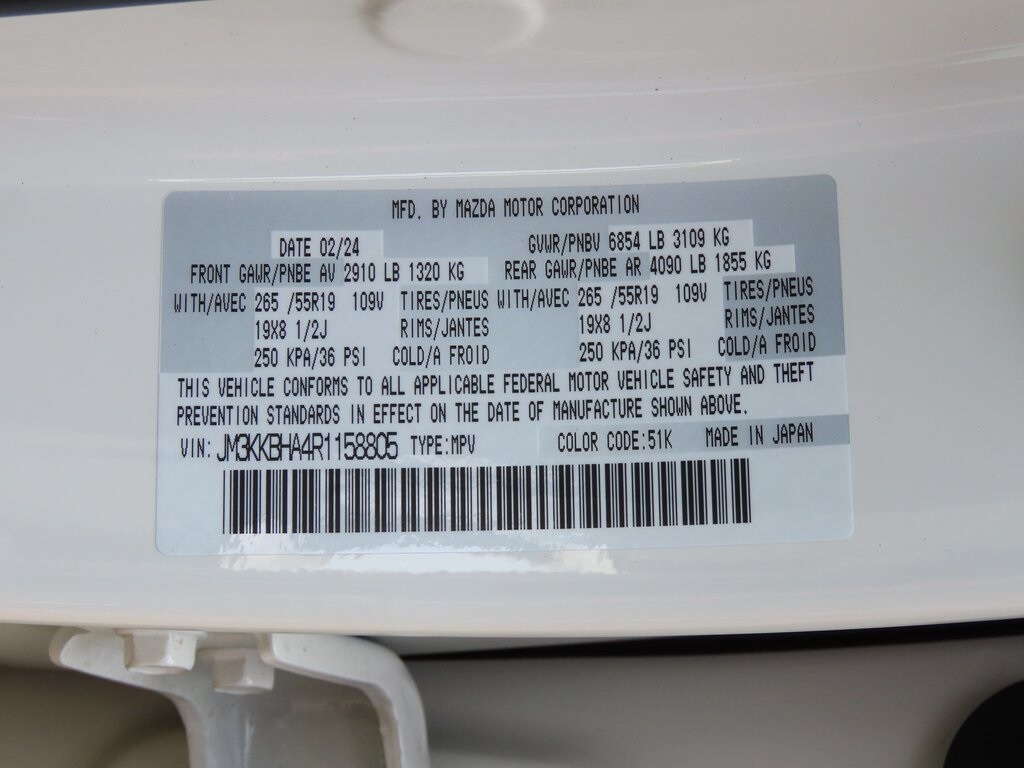 MFD. BY MAZDA MOTOR CORPORATION
DATE 02/24 GVWR/PNBV 6854 LB 3109 KG
FRONT GAWR/PNBE AV 2910 LB 1320 KG REAR GAWR/PNBE AR 4090 LB 1855 KG
WITH/AVEC 265 /55R19 109V TIRES/PNEUS WITH/AVEC 265 /55R19 109V TIRES/PNEUS
19X8 1/2J RIMS/JANTES 19X8 1/2J RIMS/JANTES
250 KPA/36 PSI COLD/A FROID 250 KPA/36 PSI COLD/A FROID
THIS VEHICLE CONFORMS TO ALL APPLICABLE FEDERAL MOTOR VEHICLE SAFETY AND THEFT
PREVENTION STANDARDS IN EFFECT ON THE DATE OF MANUFACTURE SHOWN ABOVE.
VIN: JM3KKBHA4R1158805 TYPE:MPV COLOR CODE:51K MADE IN JAPAN